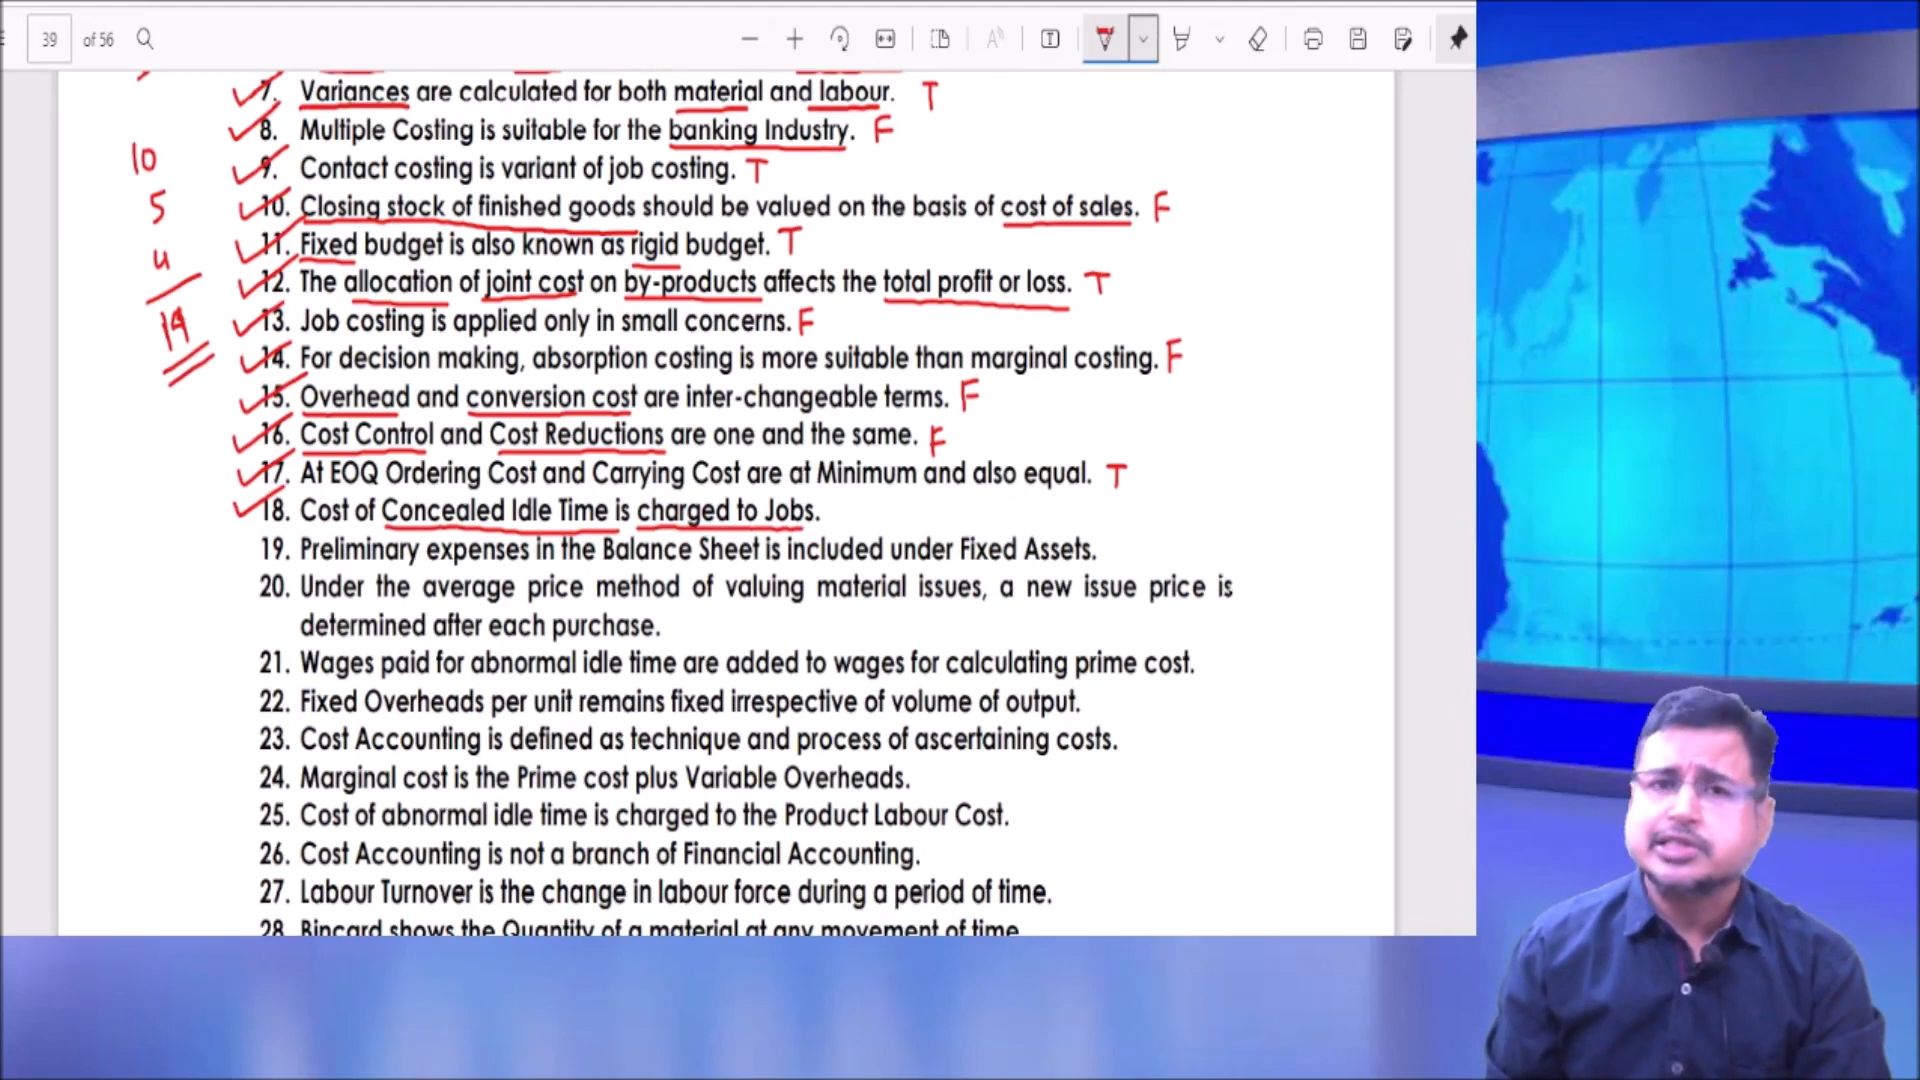 39 of 56
7. Variances are calculated for both material and labour. T
8. Multiple Costing is suitable for the banking Industry. F
10
9. Contact costing is variant of job costing. T
5
10. Closing stock of finished goods should be valued on the basis of cost of sales. F
11. Fixed budget is also known as rigid budget. T
4
12. The allocation of joint cost on by-products affects the total profit or loss. T
19
13. Job costing is applied only in small concerns. F
14. For decision making, absorption costing is more suitable than marginal costing. F
15. Overhead and conversion cost are inter-changeable terms. F
16. Cost Control and Cost Reductions are one and the same. F
17. At EOQ Ordering Cost and Carrying Cost are at Minimum and also equal. T
18. Cost of Concealed Idle Time is charged to Jobs.
19. Preliminary expenses in the Balance Sheet is included under Fixed Assets.
20. Under the average price method of valuing material issues, a new issue price is
determined after each purchase.
21. Wages paid for abnormal idle time are added to wages for calculating prime cost.
22. Fixed Overheads per unit remains fixed irrespective of volume of output.
23. Cost Accounting is defined as technique and process of ascertaining costs.
24. Marginal cost is the Prime cost plus Variable Overheads.
25. Cost of abnormal idle time is charged to the Product Labour Cost.
26. Cost Accounting is not a branch of Financial Accounting.
27. Labour Turnover is the change in labour force during a period of time.
28. Bincard shows the Quantity of a material at any movement of time